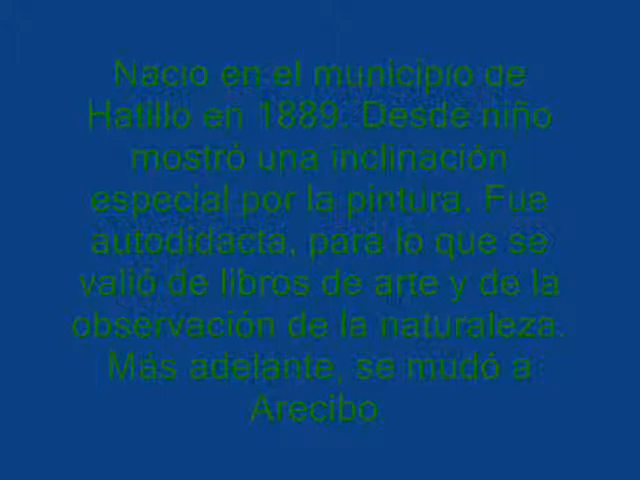 Nació en el municipio de
Hatillo en 1889. Desde niño
mostró una inclinación
especial por la pintura. Fue
autodidacta, para lo que se
valió de libros de arte y de la
observación de la naturaleza.
Más adelante, se mudó a
Arecibo